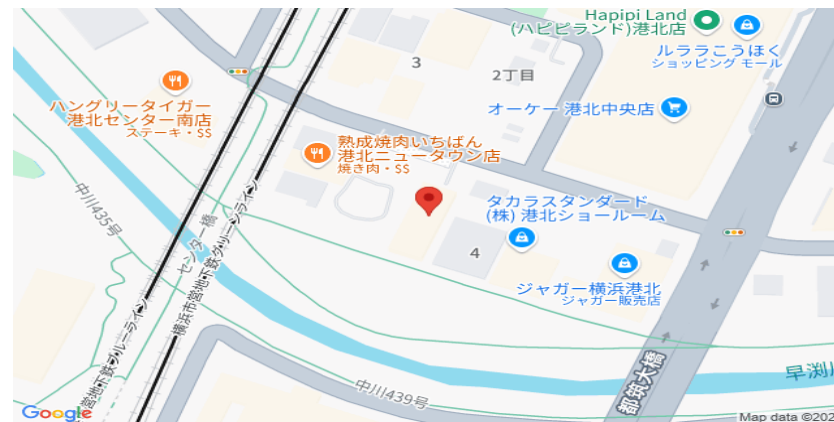 Hapipi Land
(ハピピランド)港北店
ルララこうほく
ショッピング モール
3
2丁目
ハングリータイガー
港北センター南店
ステーキ・$$
オーケー 港北中央店
熟成焼肉いちばん
港北ニュータウン店
焼き肉・$$
タカラスタンダード
(株) 港北ショールーム
中川435号
センター橋
横浜市営地下鉄グリーンライン
4
ジャガー横浜港北
ジャガー販売店
営地下鉄ブルーライン
都筑大橋
早渕
中川439号
Google
Map data ©202